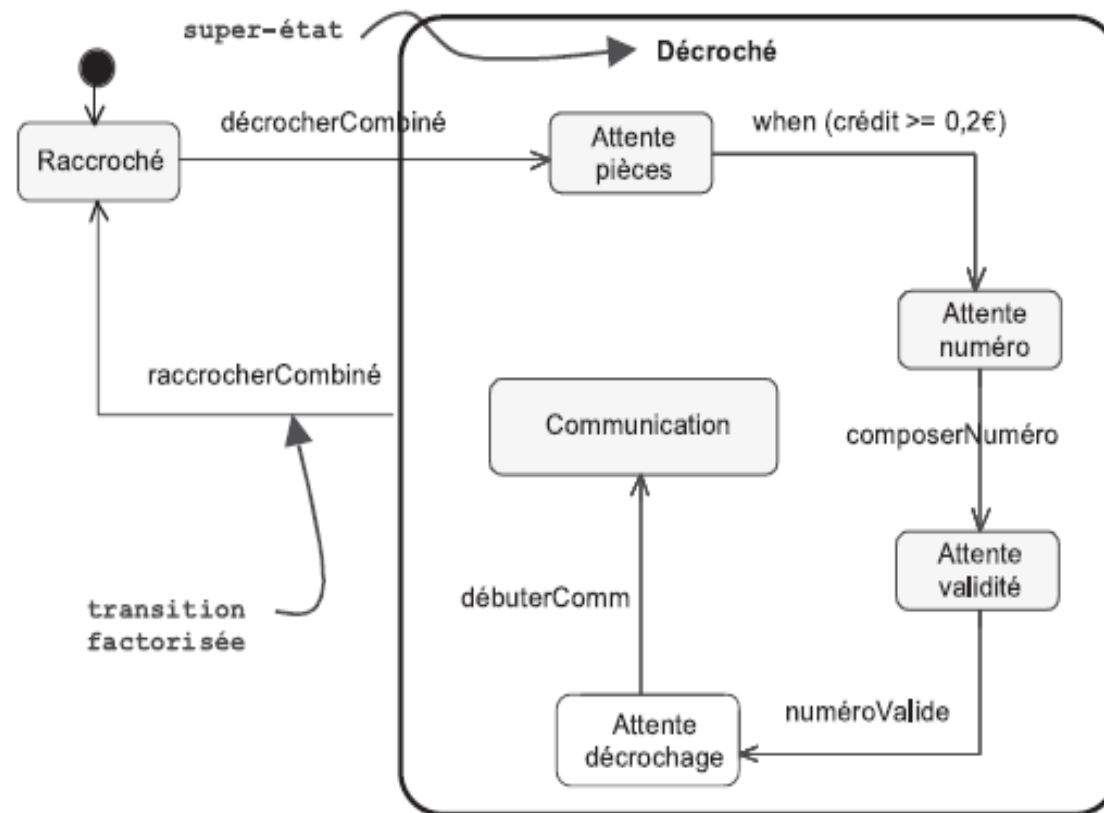 super-état
Décroché
décrocherCombiné
Attente
pièces
when (crédit >= 0,2€)
Raccroché
Attente
numéro
raccrocherCombiné
Communication
composerNuméro
Attente
validité
débuterComm
transition
factorisée
numéroValide
Attente
décrochage